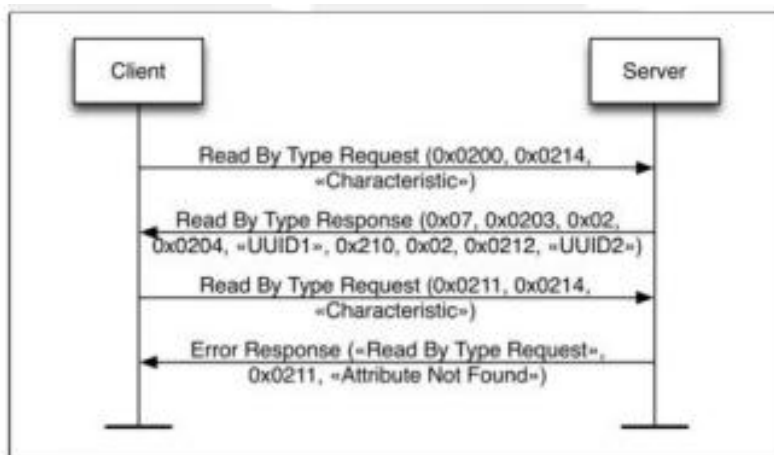 Client
Server
Read By Type Request (0x0200, 0x0214,
«Characteristic»)
Read By Type Response (0x07, 0x0203, 0x02,
0x0204, «UUID1», 0x210, 0x02, 0x0212, «UUID2»)
Read By Type Request (0x0211, 0x0214,
«Characteristic»)
Error Response («Read By Type Request»,
0x0211, «Attribute Not Found»)